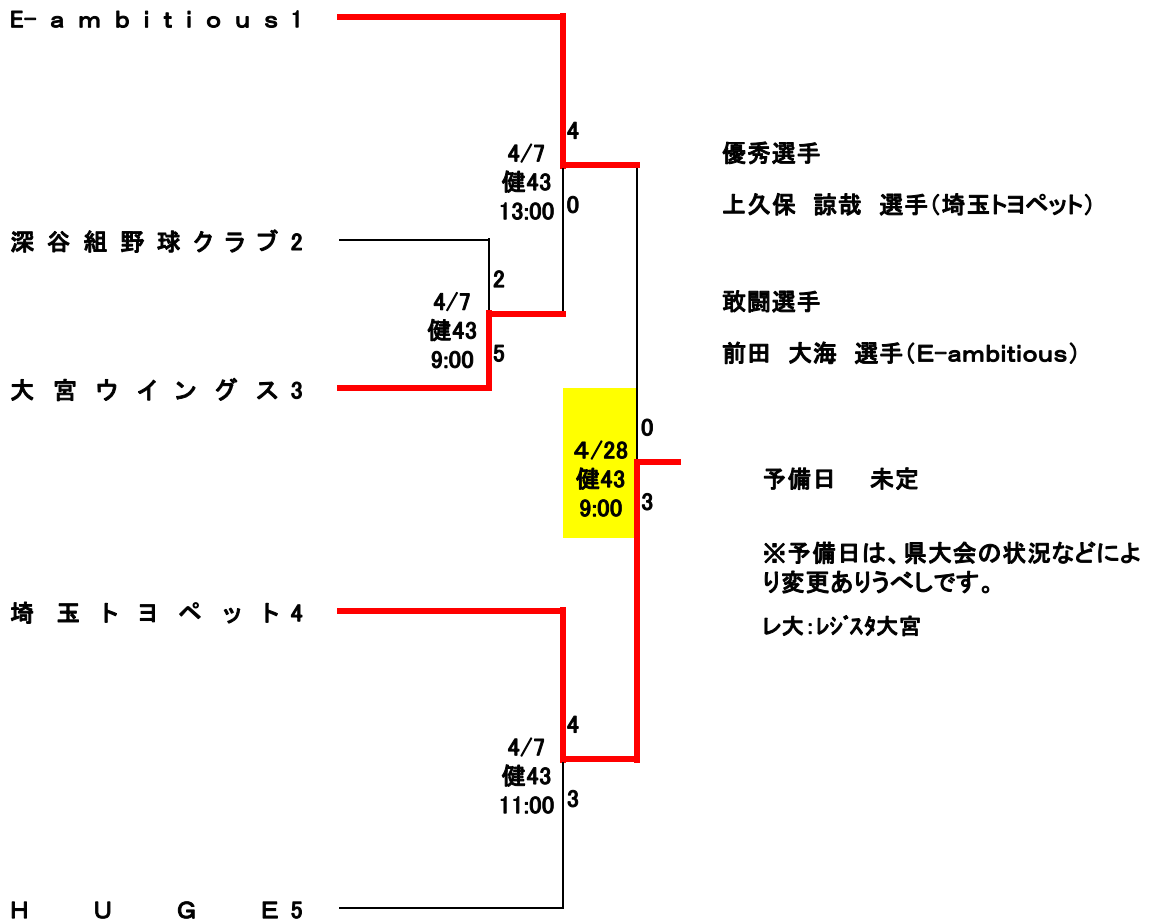 E-ambitious 1
4
4/7
健43
13:00
0
優秀選手
上久保 諒哉 選手(埼玉トヨペット)
深谷組野球クラブ 2
2
4/7
健43
9:00
5
敢闘選手
前田 大海 選手(E-ambitious)
大宮ウイングス 3
0
4/28
健43
9:00
3
予備日 未定
※予備日は、県大会の状況などによ
り変更ありうべしです。
レ大:レジスタ大宮
埼玉トヨペット 4
4
4/7
健43
11:00
3
HUGE 5